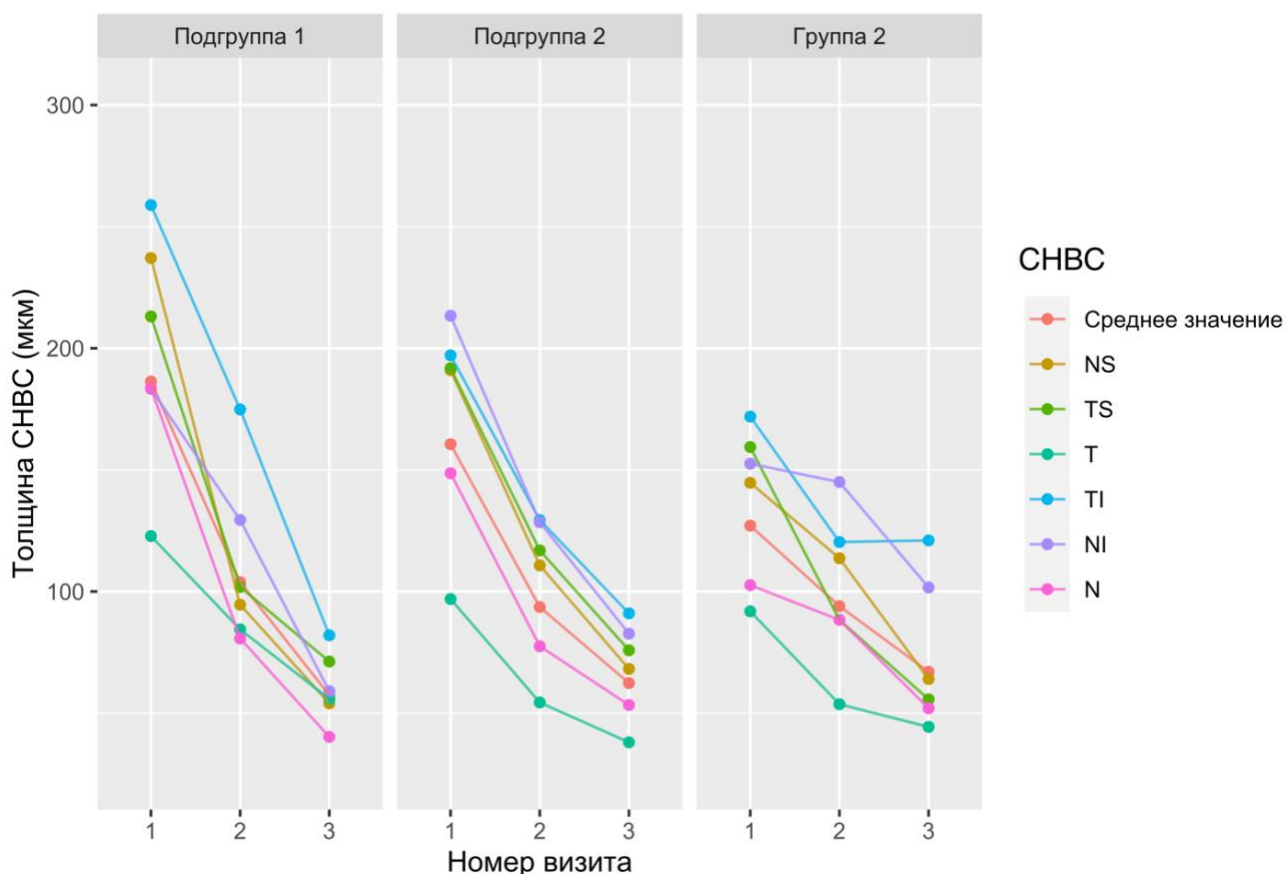 Подгруппа 1
Подгруппа 2
Группа 2
Толщина СНВС (мкм)
300
200
100
1 2 3
1 2 3
1 2 3
Номер визита
СНВС
Среднее значение
NS
TS
T
TI
NI
N